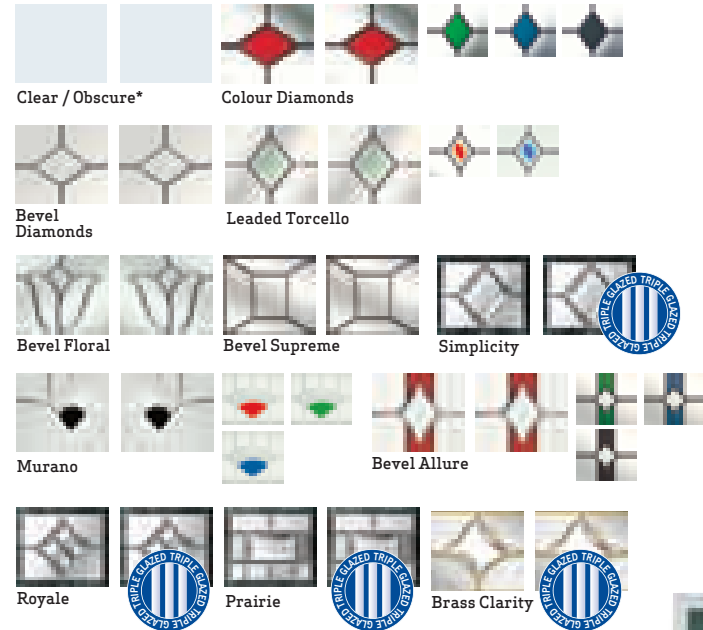 Clear / Obscure*
Colour Diamonds
Bevel
Diamonds
Leaded Torcello
Bevel Floral
Bevel Supreme
Simplicity
TRIPLE GLAZED TRIPLE GLAZED
Murano
Bevel Allure
Royale
TRIPLE GLAZED TRIPLE GLAZED
Prairie
TRIPLE GLAZED TRIPLE GLAZED
Brass Clarity
TRIPLE GLAZED TRIPLE GLAZED